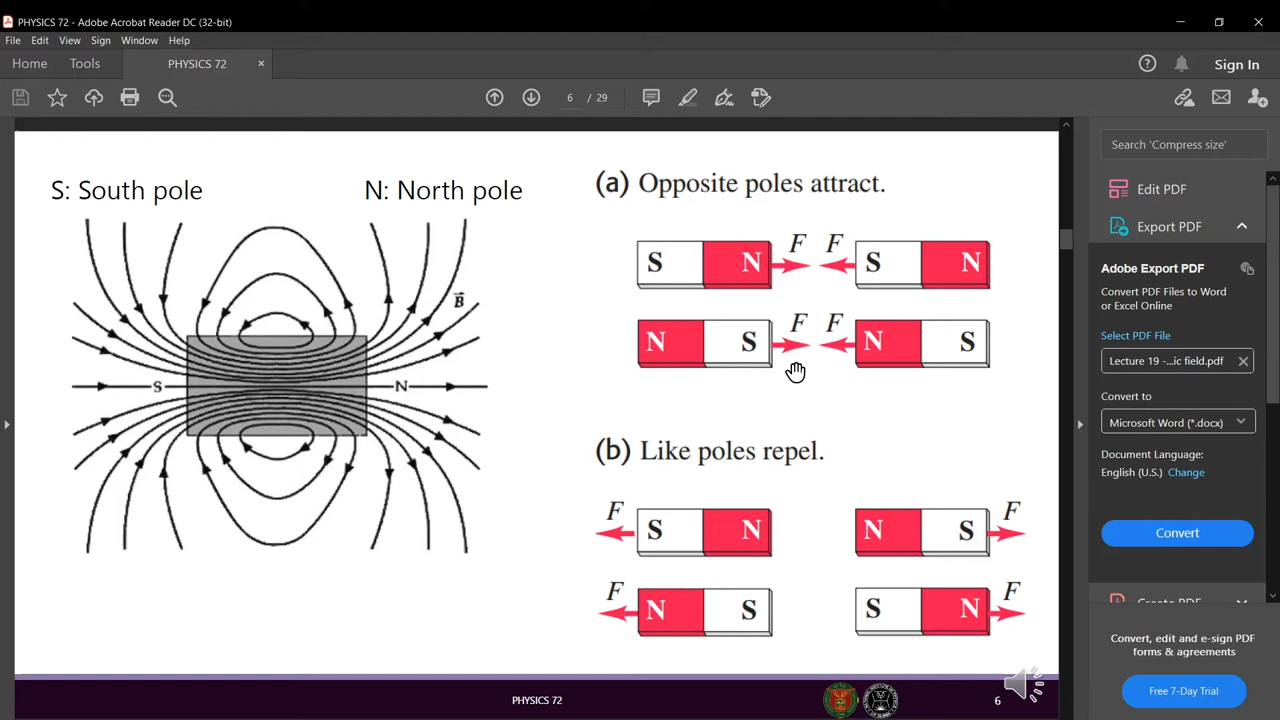 PHYSICS 72 - Adobe Acrobat Reader DC (32-bit)
File Edit View Sign Window Help
Home Tools PHYSICS 72 ×
Sign In
6 / 29
S: South pole N: North pole
B
S N
(a) Opposite poles attract.
F F
S N S N
F F
N S N S
(b) Like poles repel.
F F
S N N S
F F
N S S N
PHYSICS 72
6
Search 'Compress size'
Edit PDF
Export PDF
Adobe Export PDF
Convert PDF Files to Word
or Excel Online
Select PDF File
Lecture 19 -...ic field.pdf
Convert to
Microsoft Word (*.docx)
Document Language:
English (U.S.) Change
Convert
Create PDF
Convert, edit and e-sign PDF
forms & agreements
Free 7-Day Trial